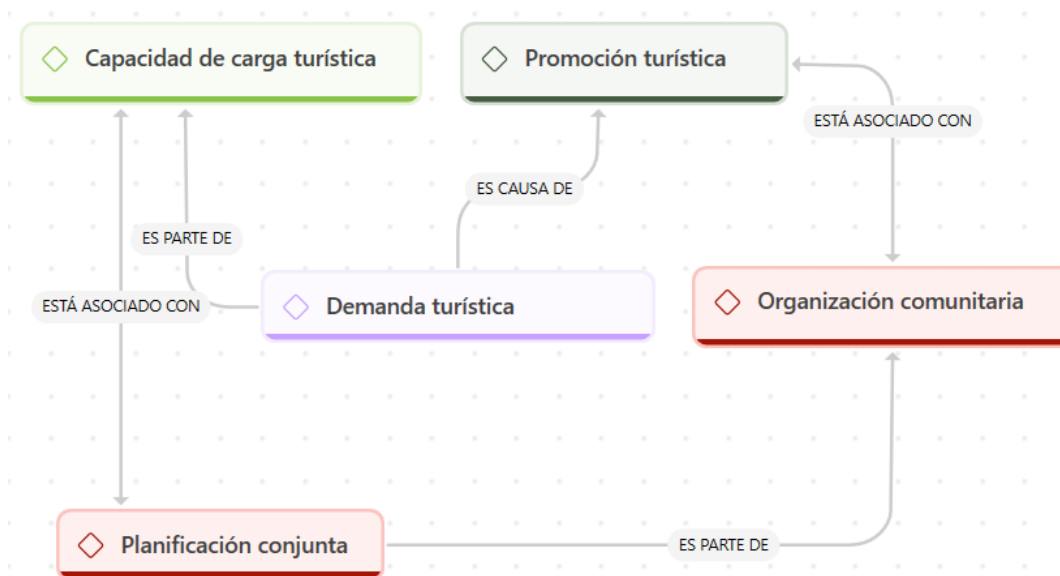 Capacidad de carga turística
Promoción turística
ESTÁ ASOCIADO CON
ES CAUSA DE
ES PARTE DE
ESTÁ ASOCIADO CON
Demanda turística
Organización comunitaria
Planificación conjunta
ES PARTE DE